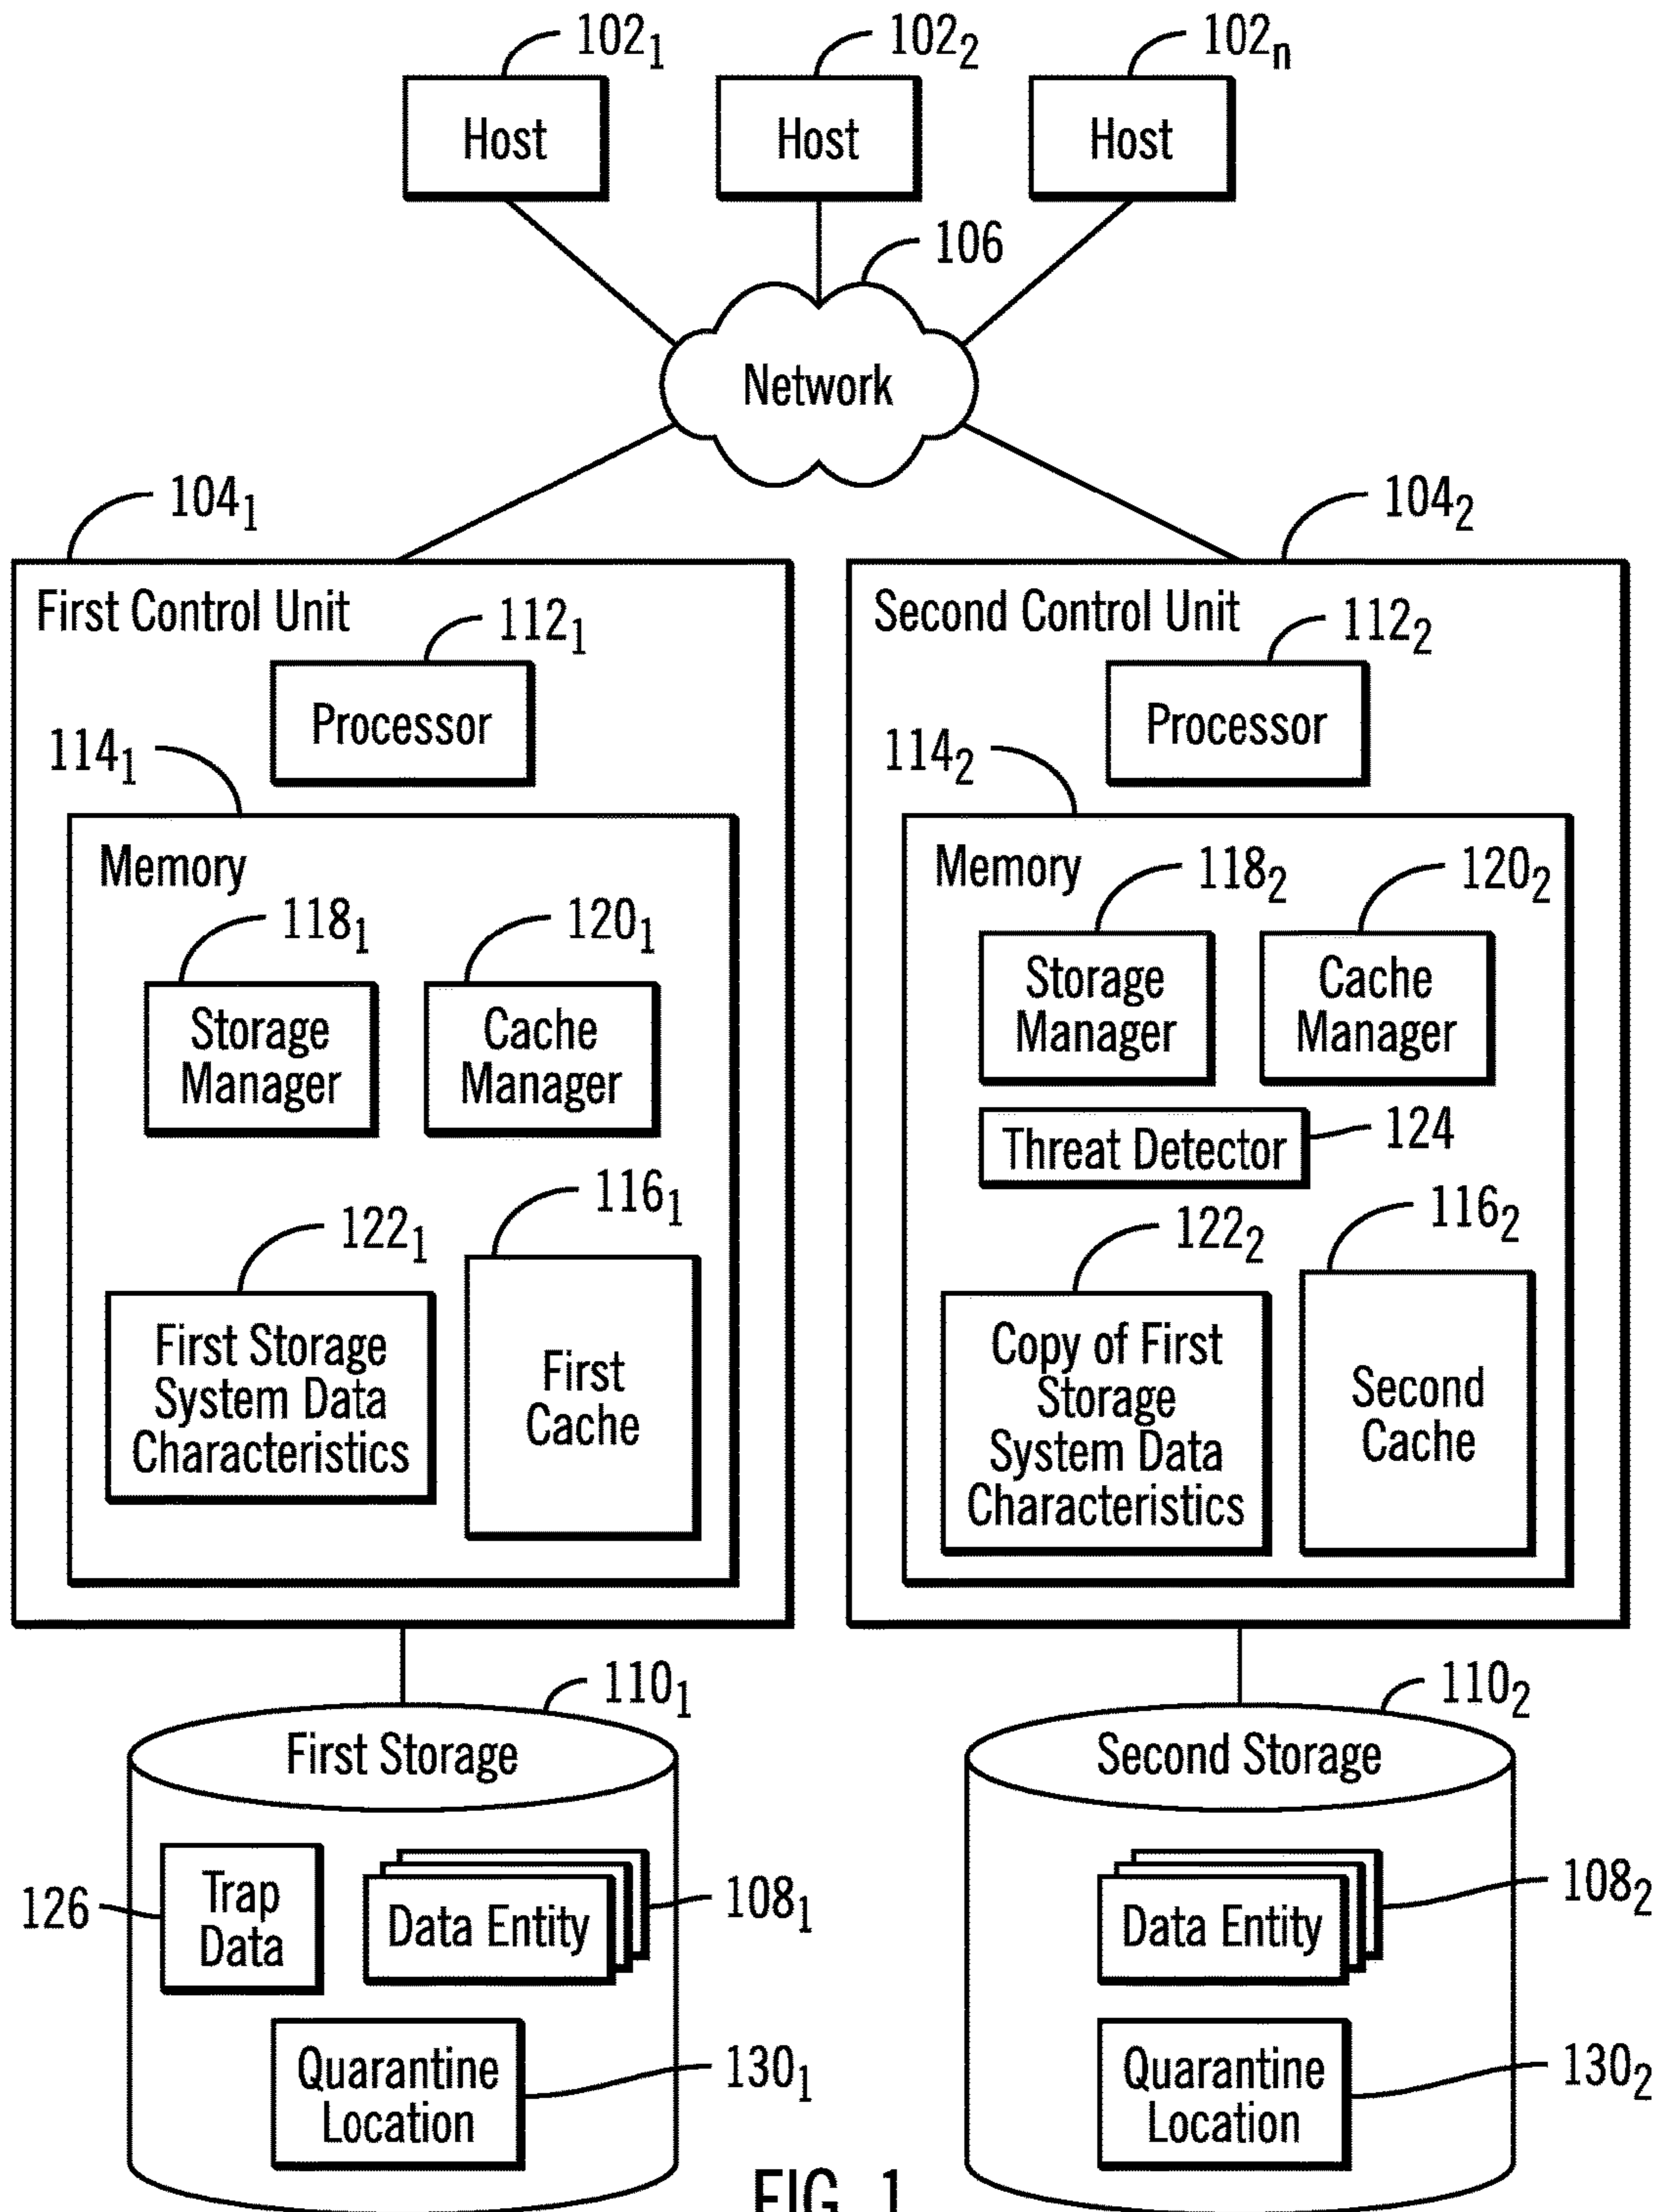 102₁
102₂
102ₙ
Host
Host
Host
106
Network
104₁
104₂
First Control Unit
112₁
Processor
114₁
Memory
118₁
120₁
Storage
Manager
Cache
Manager
122₁
116₁
First Storage
System Data
Characteristics
First
Cache
Second Control Unit
112₂
Processor
114₂
Memory
118₂
120₂
Storage
Manager
Cache
Manager
Threat Detector
124
122₂
116₂
Copy of First
Storage
System Data
Characteristics
Second
Cache
110₁
First Storage
126
Trap
Data
Data Entity
108₁
Quarantine
Location
130₁
110₂
Second Storage
Data Entity
108₂
Quarantine
Location
130₂
FIG. 1